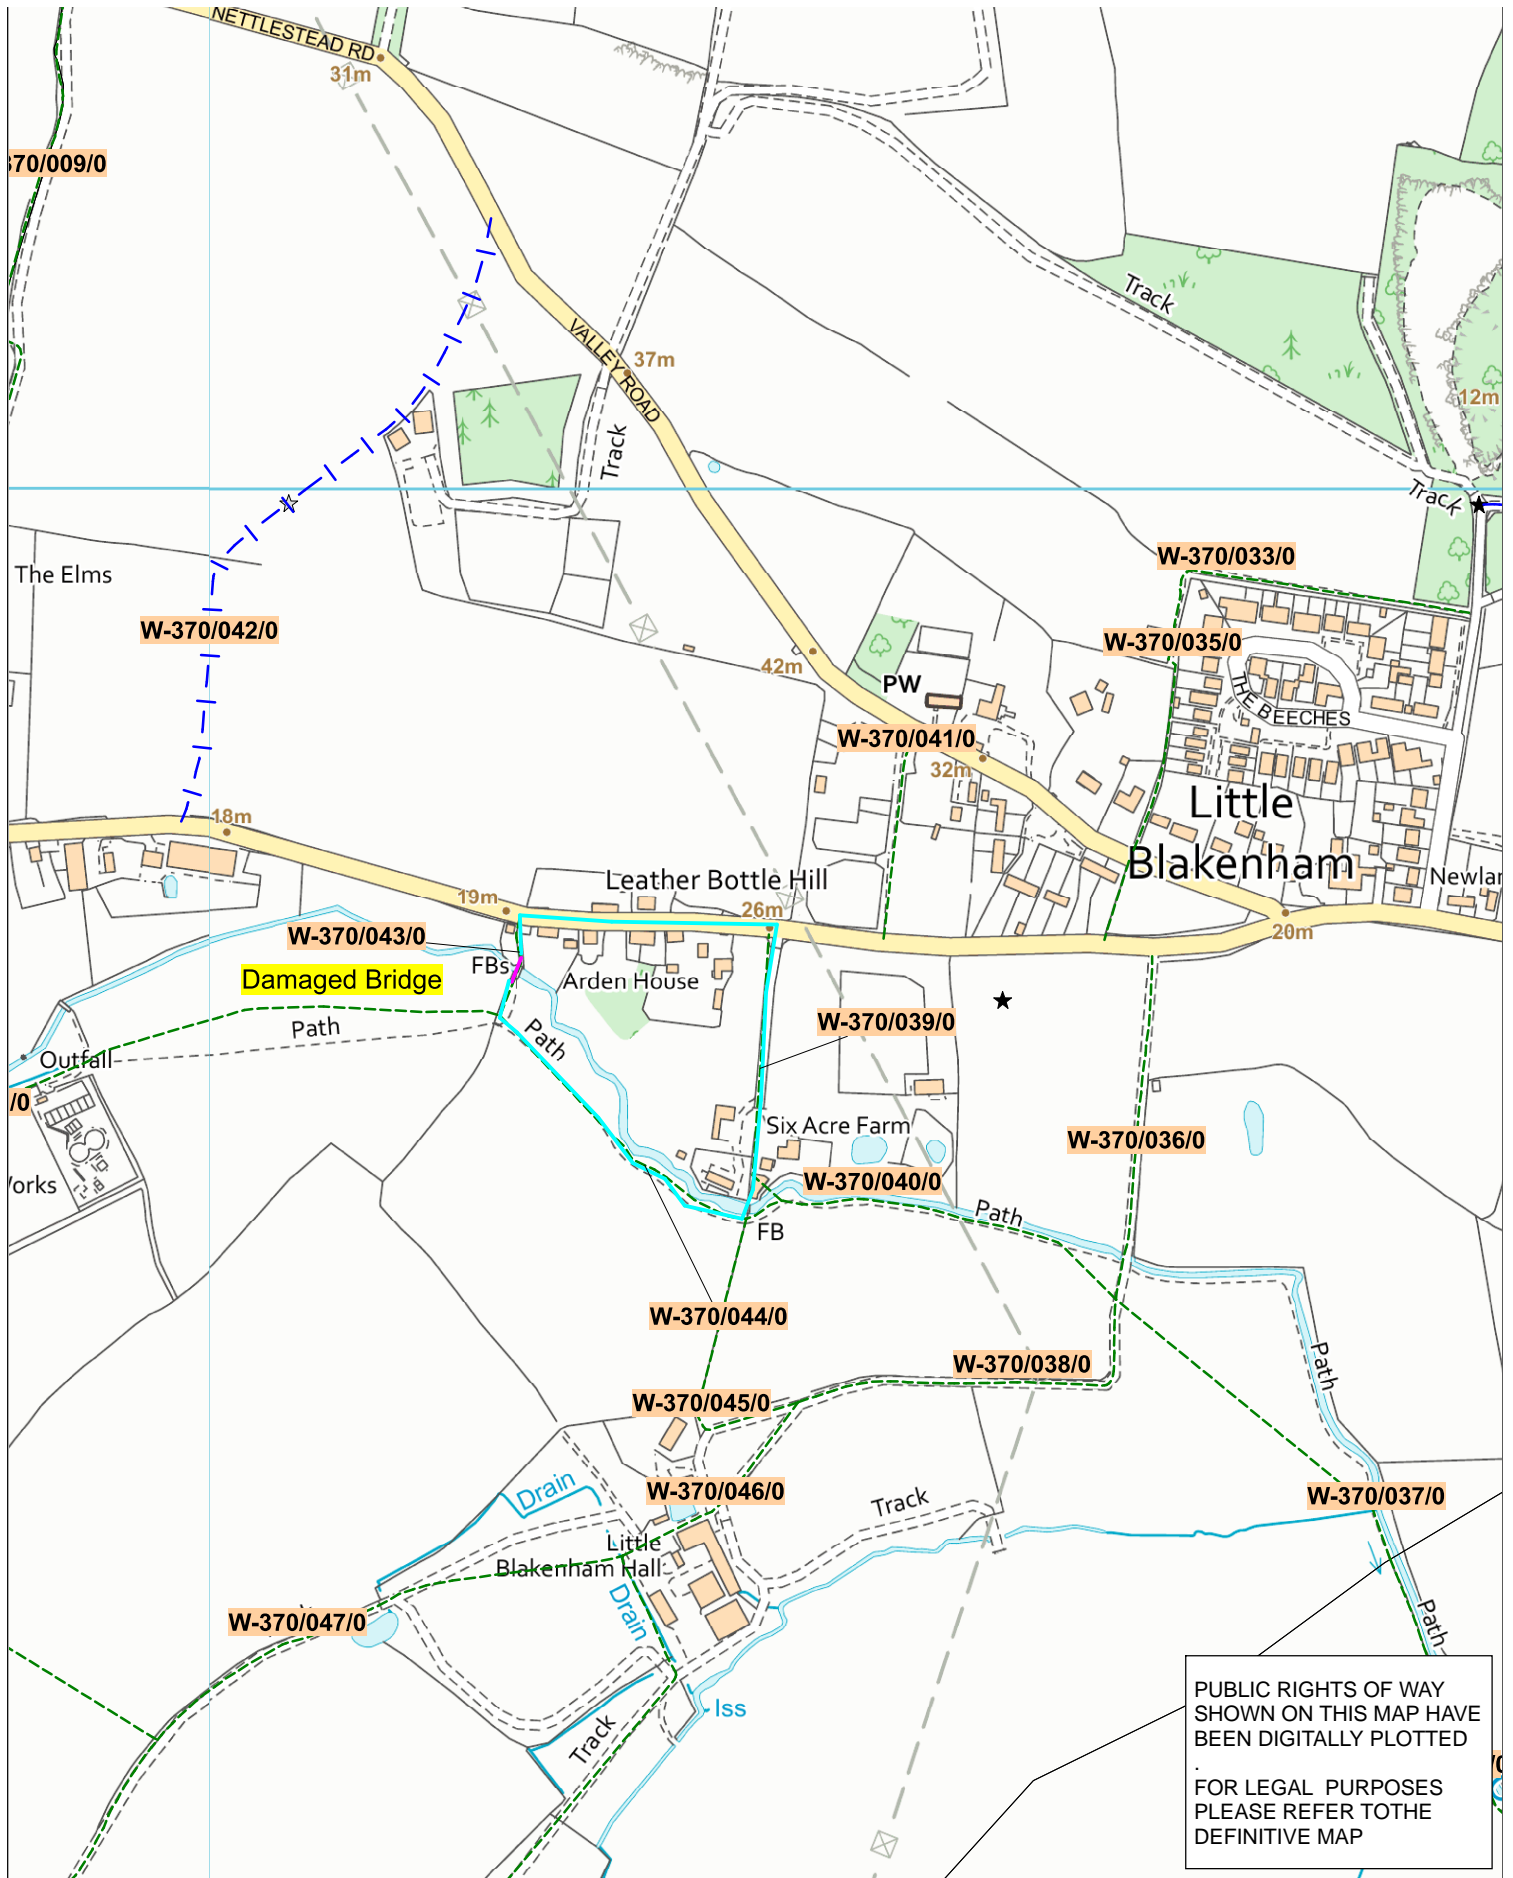 NETTLESTEAD RD
31m
370/009/0
Track
VALLEY ROAD
37m
12m
Track
Track
W-370/033/0
The Elms
W-370/042/0
W-370/035/0
42m
PW
THE BEECHES
W-370/041/0
32m
Little
Blakenham
18m
Leather Bottle Hill
Newlan
19m
26m
20m
W-370/043/0
FBs
Damaged Bridge
Arden House
Path
Path
W-370/039/0
Outfall
/0
Six Acre Farm
W-370/036/0
orks
W-370/040/0
Path
FB
W-370/044/0
W-370/038/0
Path
W-370/045/0
Drain
W-370/046/0
Track
W-370/037/0
Little
Blakenham Hall
Drain
W-370/047/0
Path
Iss
Track
PUBLIC RIGHTS OF WAY
SHOWN ON THIS MAP HAVE
BEEN DIGITALLY PLOTTED
.
FOR LEGAL PURPOSES
PLEASE REFER TOTHE
DEFINITIVE MAP